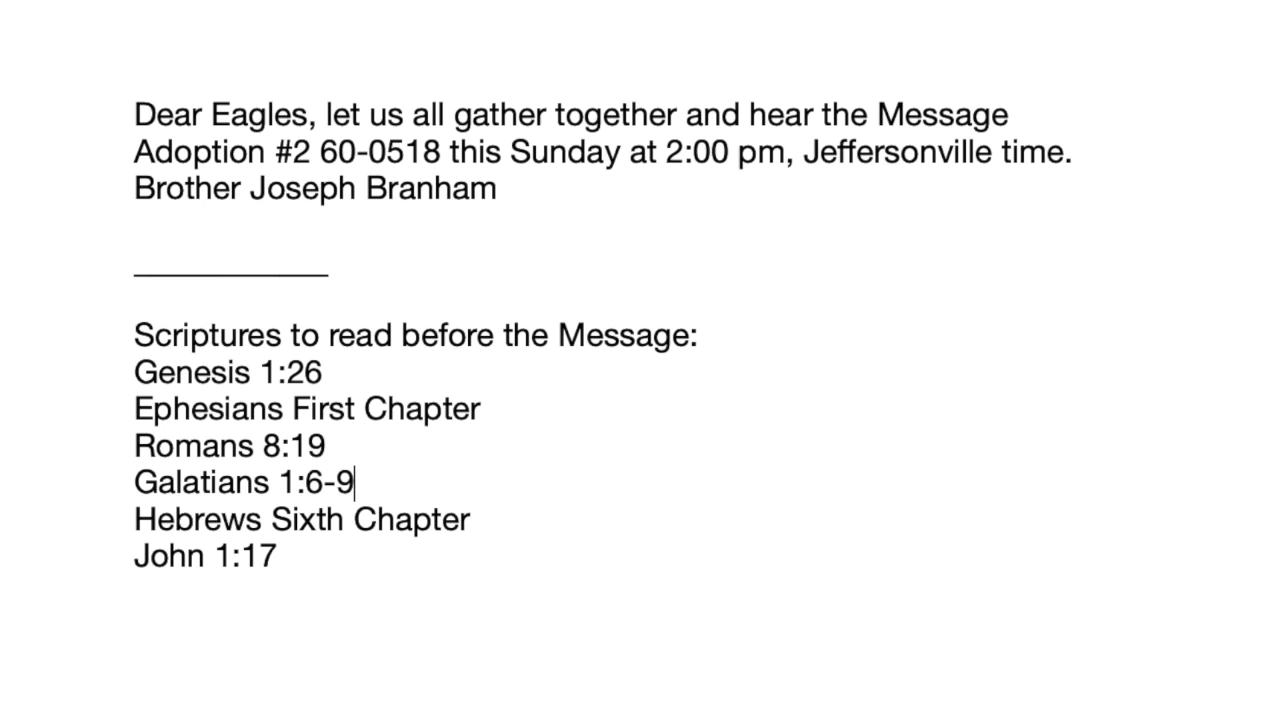 Dear Eagles, let us all gather together and hear the Message
Adoption #2 60-0518 this Sunday at 2:00 pm, Jeffersonville time.
Brother Joseph Branham
____________
Scriptures to read before the Message:
Genesis 1:26
Ephesians First Chapter
Romans 8:19
Galatians 1:6-9
Hebrews Sixth Chapter
John 1:17